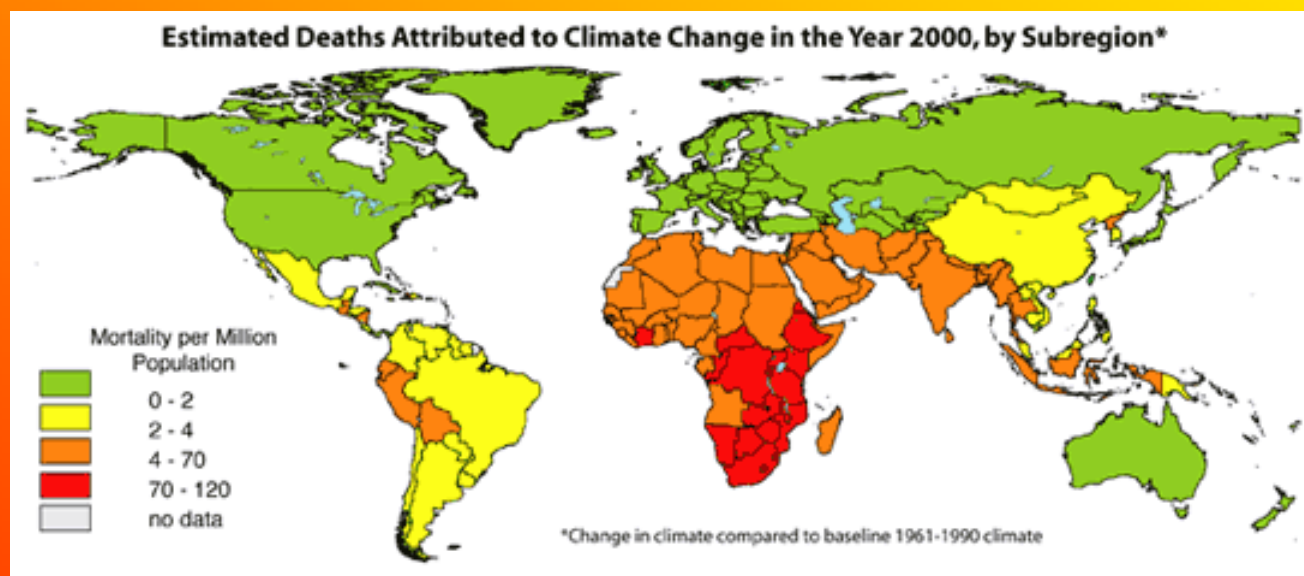 Estimated Deaths Attributed to Climate Change in the Year 2000, by Subregion*
Mortality per Million
Population
0 - 2
2 - 4
4 - 70
70 - 120
no data
*Change in climate compared to baseline 1961-1990 climate